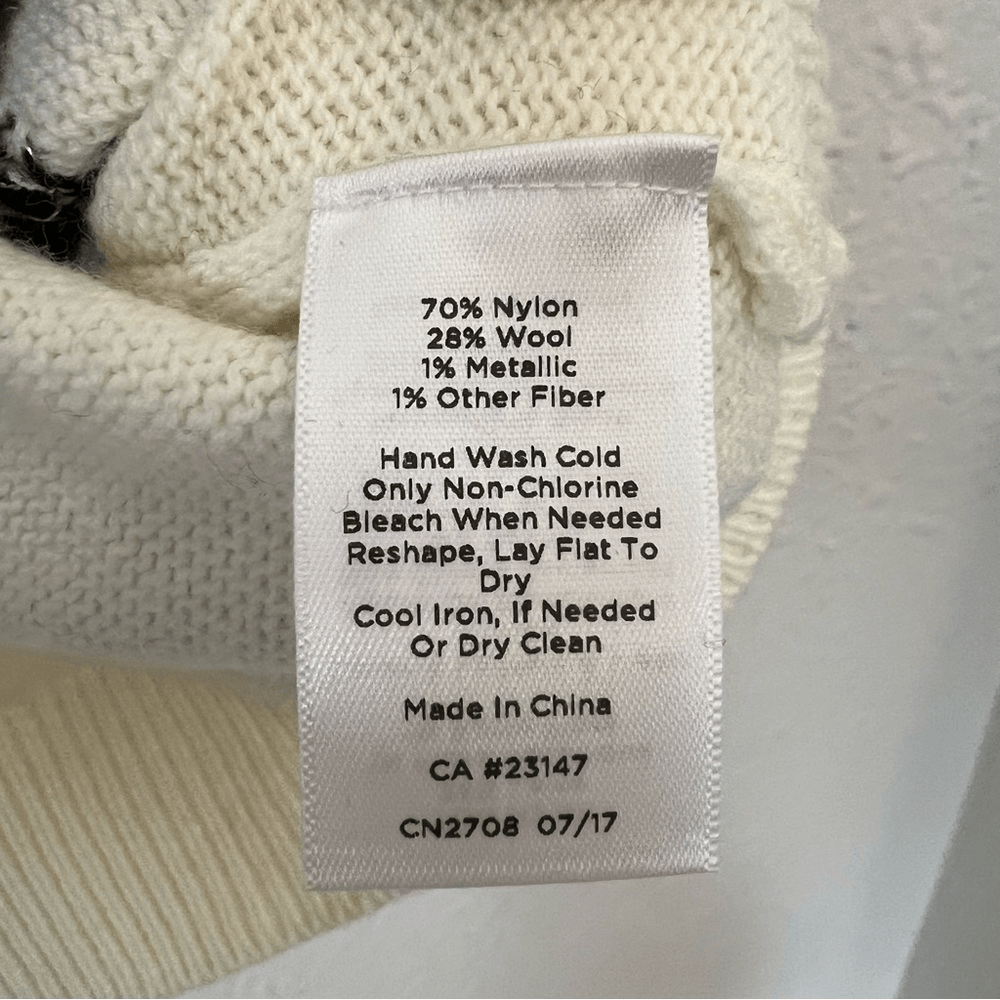 70% Nylon
28% Wool
1% Metallic
1% Other Fiber
Hand Wash Cold
Only Non-Chlorine
Bleach When Needed
Reshape, Lay Flat To
Dry
Cool Iron, If Needed
Or Dry Clean
Made In China
CA #23147
CN2708 07/17